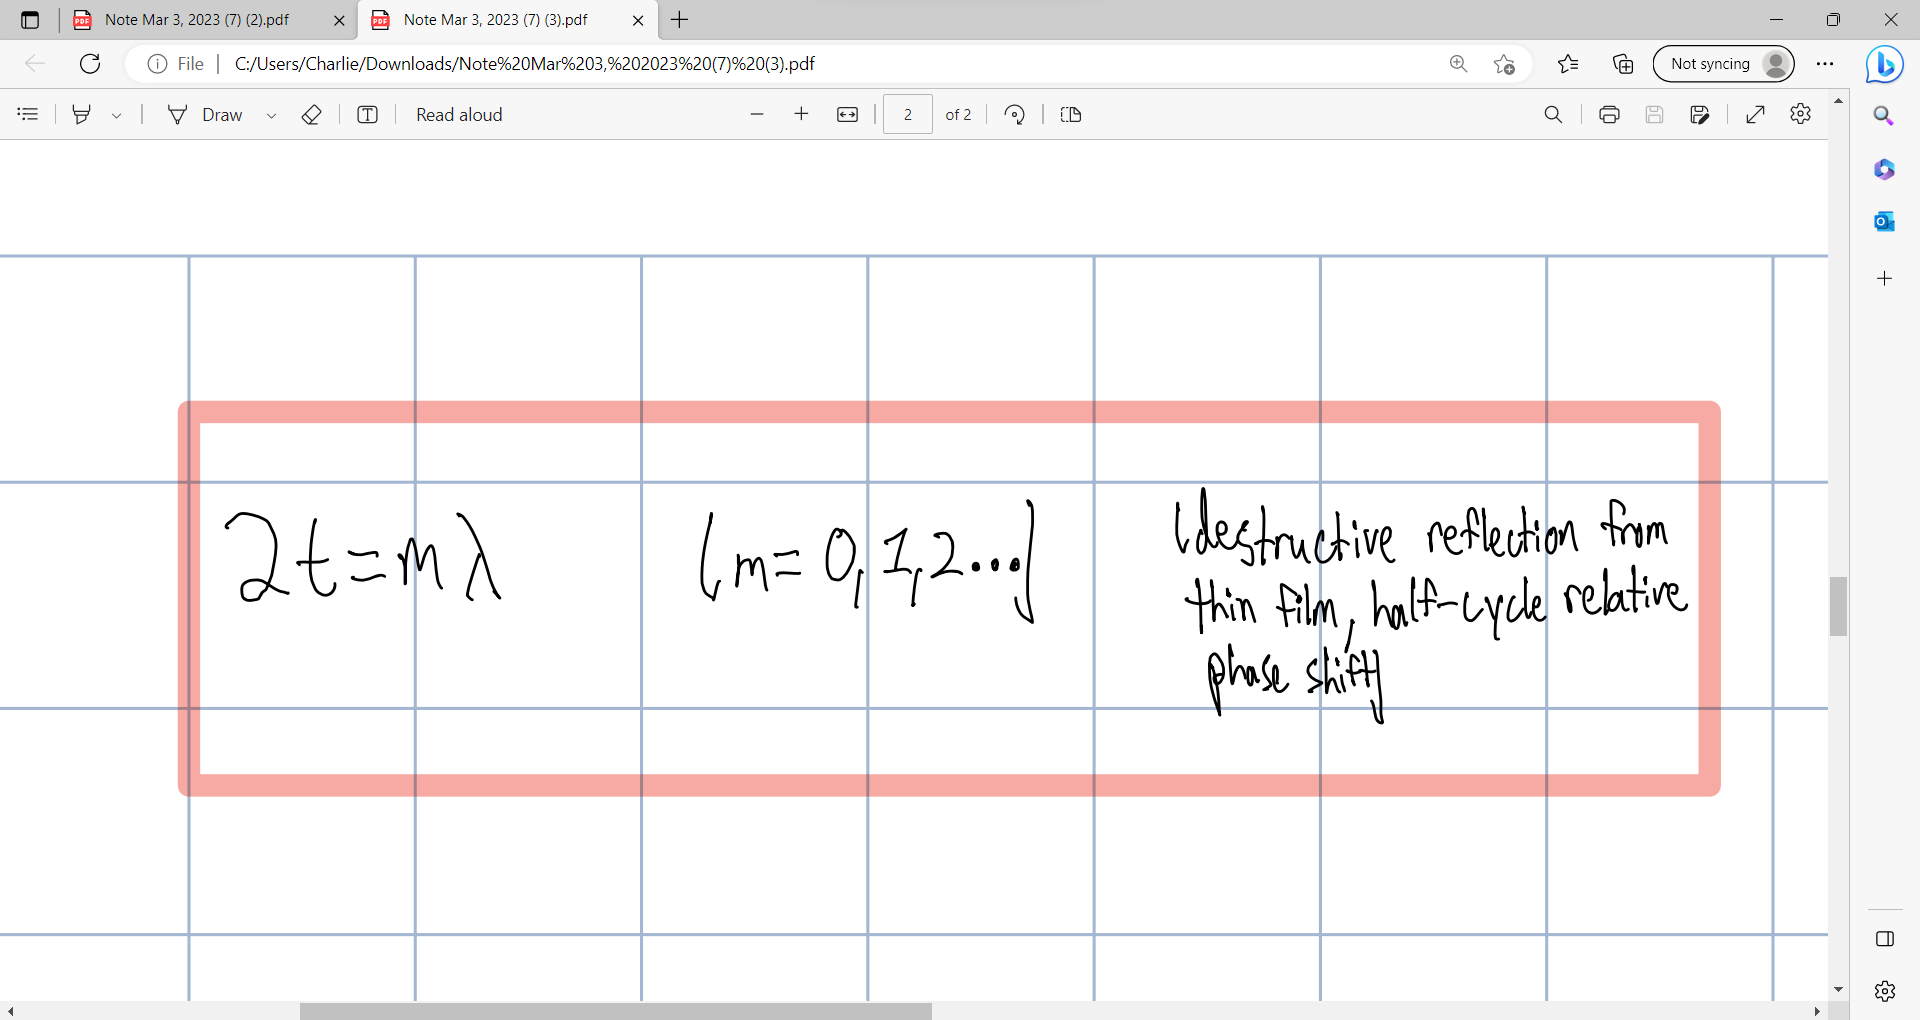 Note Mar 3, 2023 (7) (2).pdf
Note Mar 3, 2023 (7) (3).pdf
File
C:/Users/Charlie/Downloads/Note%20Mar%203,%202023%20(7)%20(3).pdf
Not syncing
Draw
Read aloud
2
of 2
2t=mλ
(m= 0,1,2...)
(destructive reflection from
thin film, half-cycle relative
phase shift)